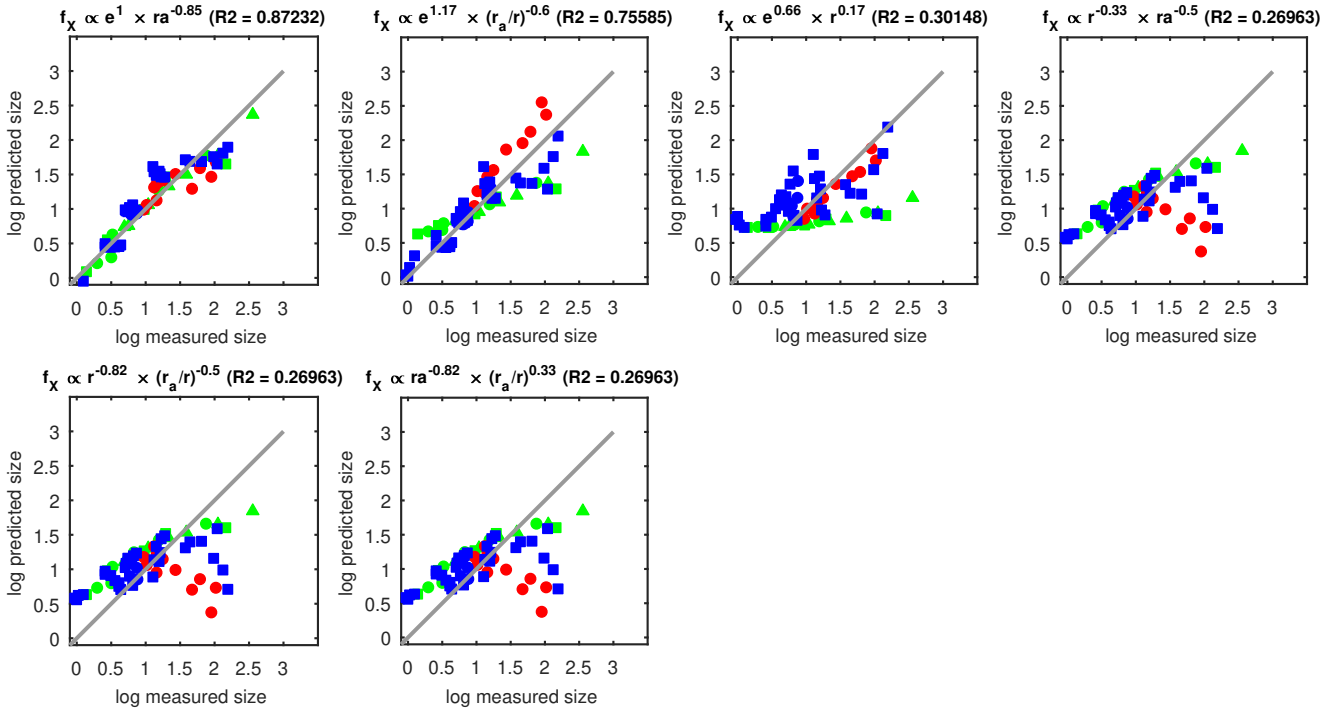 f_X ∝ e^1 × ra^-0.85 (R2 = 0.87232)
3
2.5
2
1.5
1
0.5
0
log predicted size
0 0.5 1 1.5 2 2.5 3
log measured size
f_X ∝ e^1.17 × (r_a/r)^-0.6 (R2 = 0.75585)
3
2.5
2
1.5
1
0.5
0
log predicted size
0 0.5 1 1.5 2 2.5 3
log measured size
f_X ∝ e^0.66 × r^0.17 (R2 = 0.30148)
3
2.5
2
1.5
1
0.5
0
log predicted size
0 0.5 1 1.5 2 2.5 3
log measured size
f_X ∝ r^-0.33 × ra^-0.5 (R2 = 0.26963)
3
2.5
2
1.5
1
0.5
0
log predicted size
0 0.5 1 1.5 2 2.5 3
log measured size
f_X ∝ r^-0.82 × (r_a/r)^-0.5 (R2 = 0.26963)
3
2.5
2
1.5
1
0.5
0
log predicted size
0 0.5 1 1.5 2 2.5 3
log measured size
f_X ∝ ra^-0.82 × (r_a/r)^0.33 (R2 = 0.26963)
3
2.5
2
1.5
1
0.5
0
log predicted size
0 0.5 1 1.5 2 2.5 3
log measured size